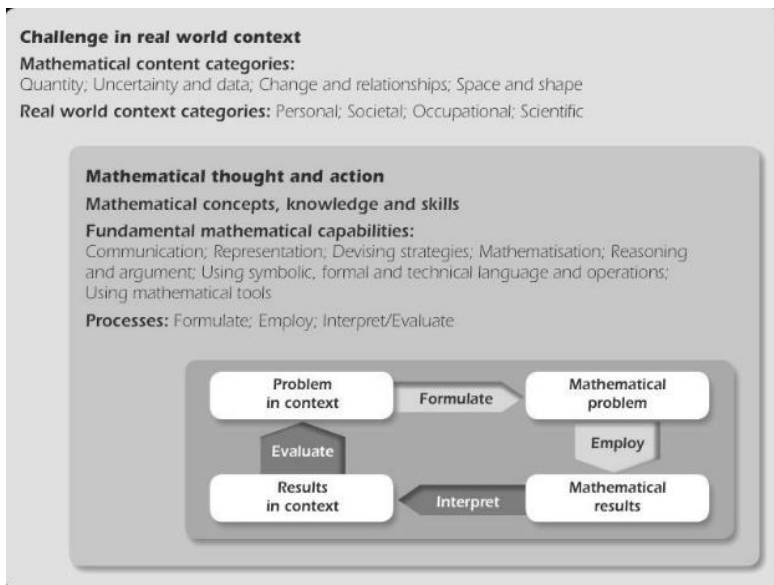 Challenge in real world context
Mathematical content categories:
Quantity; Uncertainty and data; Change and relationships; Space and shape
Real world context categories: Personal; Societal; Occupational; Scientific
Mathematical thought and action
Mathematical concepts, knowledge and skills
Fundamental mathematical capabilities:
Communication; Representation; Devising strategies; Mathematisation; Reasoning
and argument; Using symbolic, formal and technical language and operations;
Using mathematical tools
Processes: Formulate; Employ; Interpret/Evaluate
Problem
in context
Formulate
Mathematical
problem
Evaluate
Employ
Results
in context
Interpret
Mathematical
results